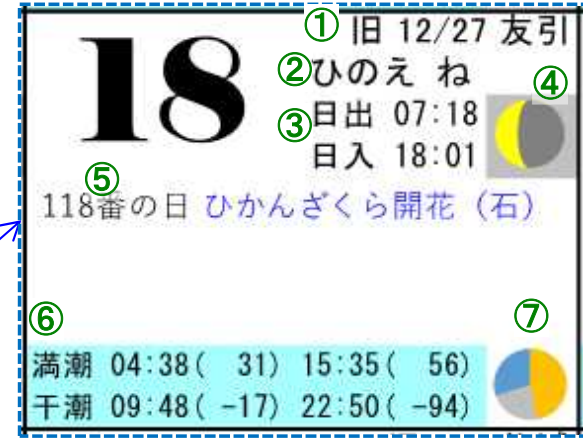 18
① 旧 12/27 友引
② ひのえ ね
③ 日出 07:18
④
日入 18:01
⑤
118番の日 ひかんざくら開花（石）
⑥
⑦
満潮 04:38( 31) 15:35( 56)
干潮 09:48( -17) 22:50( -94)